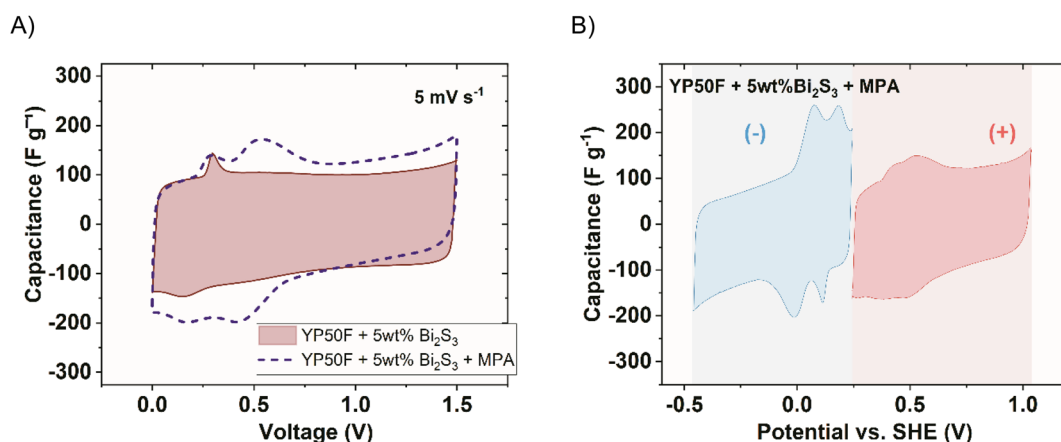 A)
300
200
100
0
-100
-200
-300
Capacitance (F g⁻¹)
5 mV s⁻¹
YP50F + 5wt% Bi₂S₃
YP50F + 5wt% Bi₂S₃ + MPA
0.0 0.5 1.0 1.5
Voltage (V)
B)
300
200
100
0
-100
-200
-300
Capacitance (F g⁻¹)
YP50F + 5wt%Bi₂S₃ + MPA
(-) (+)
-0.5 0.0 0.5 1.0
Potential vs. SHE (V)